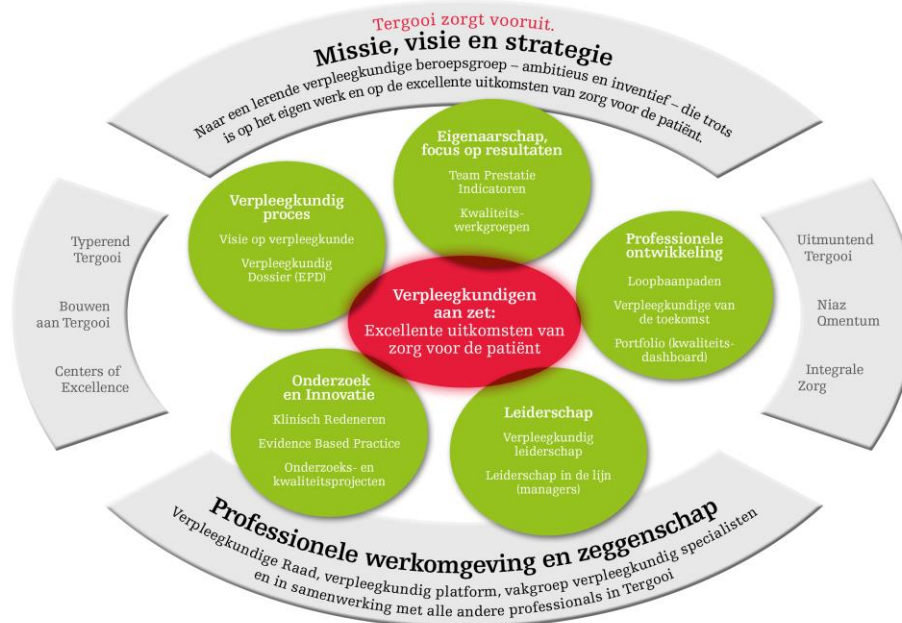 Tergooi zorgt vooruit.
Missie, visie en strategie
Naar een lerende verpleegkundige beroepsgroep – ambitieus en inventief – die trots
is op het eigen werk en op de excellente uitkomsten van zorg voor de patiënt.
Eigenaarschap,
focus op resultaten
Team Prestatie
Indicatoren
Kwaliteits-
werkgroepen
Verpleegkundig
proces
Visie op verpleegkunde
Verpleegkundig
Dossier (EPD)
Professionele
ontwikkeling
Loopbaanpaden
Verpleegkundige van
de toekomst
Portfolio (kwaliteits-
dashboard)
Typerend
Tergooi
Bouwen
aan Tergooi
Centers of
Excellence
Verpleegkundigen
aan zet:
Excellente uitkomsten van
zorg voor de patiënt
Uitmuntend
Tergooi
Niaz
Qmentum
Integrale
Zorg
Onderzoek
en Innovatie
Klinisch Redeneren
Evidence Based Practice
Onderzoeks- en
kwaliteitsprojecten
Leiderschap
Verpleegkundig
leiderschap
Leiderschap in de lijn
(managers)
Professionele werkomgeving en zeggenschap
Verpleegkundige Raad, verpleegkundig platform, vakgroep verpleegkundig specialisten
en in samenwerking met alle andere professionals in Tergooi